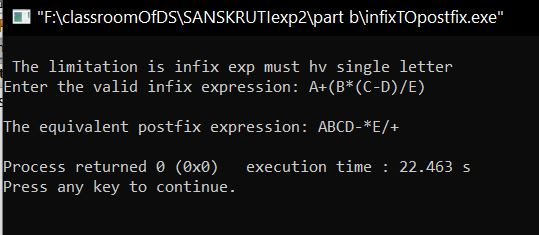 "F:\classroomOfDS\SANSKRUTIexp2\part b\infixTOpostfix.exe"
The limitation is infix exp must hv single letter
Enter the valid infix expression: A+(B*(C-D)/E)
The equivalent postfix expression: ABCD-*E/+
Process returned 0 (0x0)   execution time : 22.463 s
Press any key to continue.